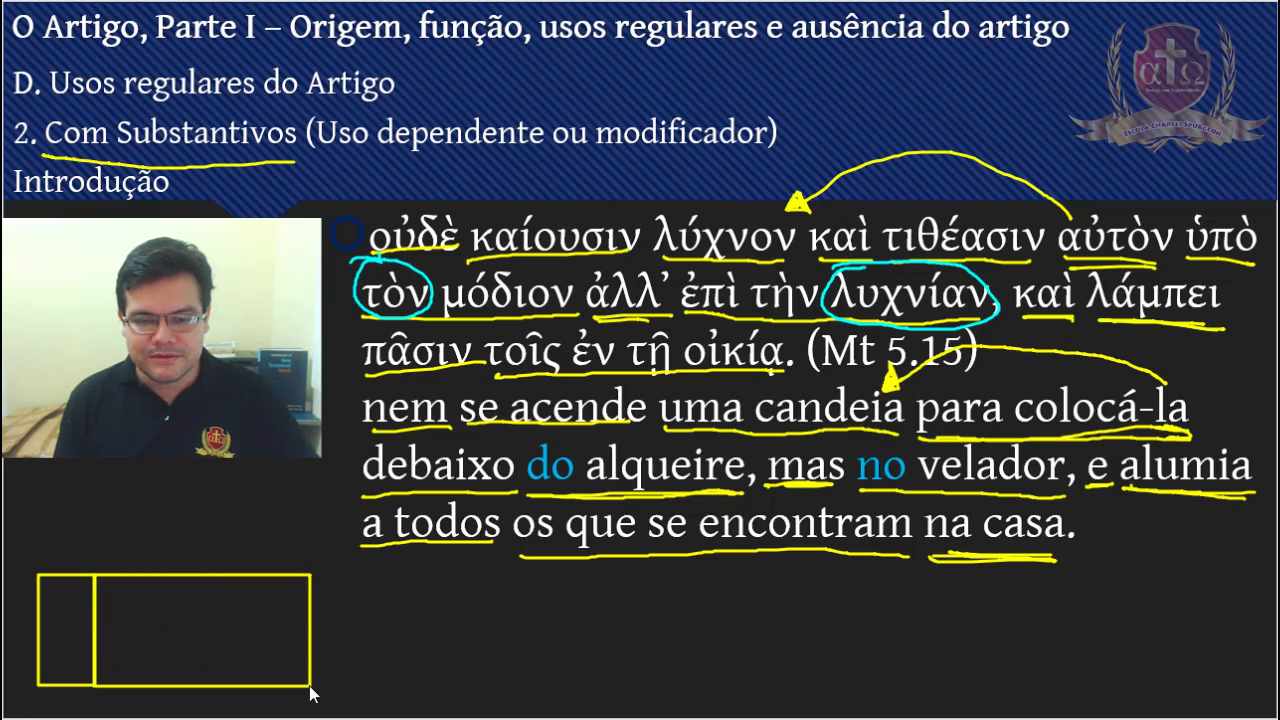 O Artigo, Parte I – Origem, função, usos regulares e ausência do artigo
D. Usos regulares do Artigo
2. Com Substantivos (Uso dependente ou modificador)
Introdução
ESCOLA CHARLES SPURGEON
οὐδὲ καίουσιν λύχνον καὶ τιθέασιν αὐτὸν ὑπὸ
τὸν μόδιον ἀλλ’ ἐπὶ τὴν λυχνίαν, καὶ λάμπει
πᾶσιν τοῖς ἐν τῇ οἰκίᾳ. (Mt 5.15)
nem se acende uma candeia para colocá-la
debaixo do alqueire, mas no velador, e alumia
a todos os que se encontram na casa.